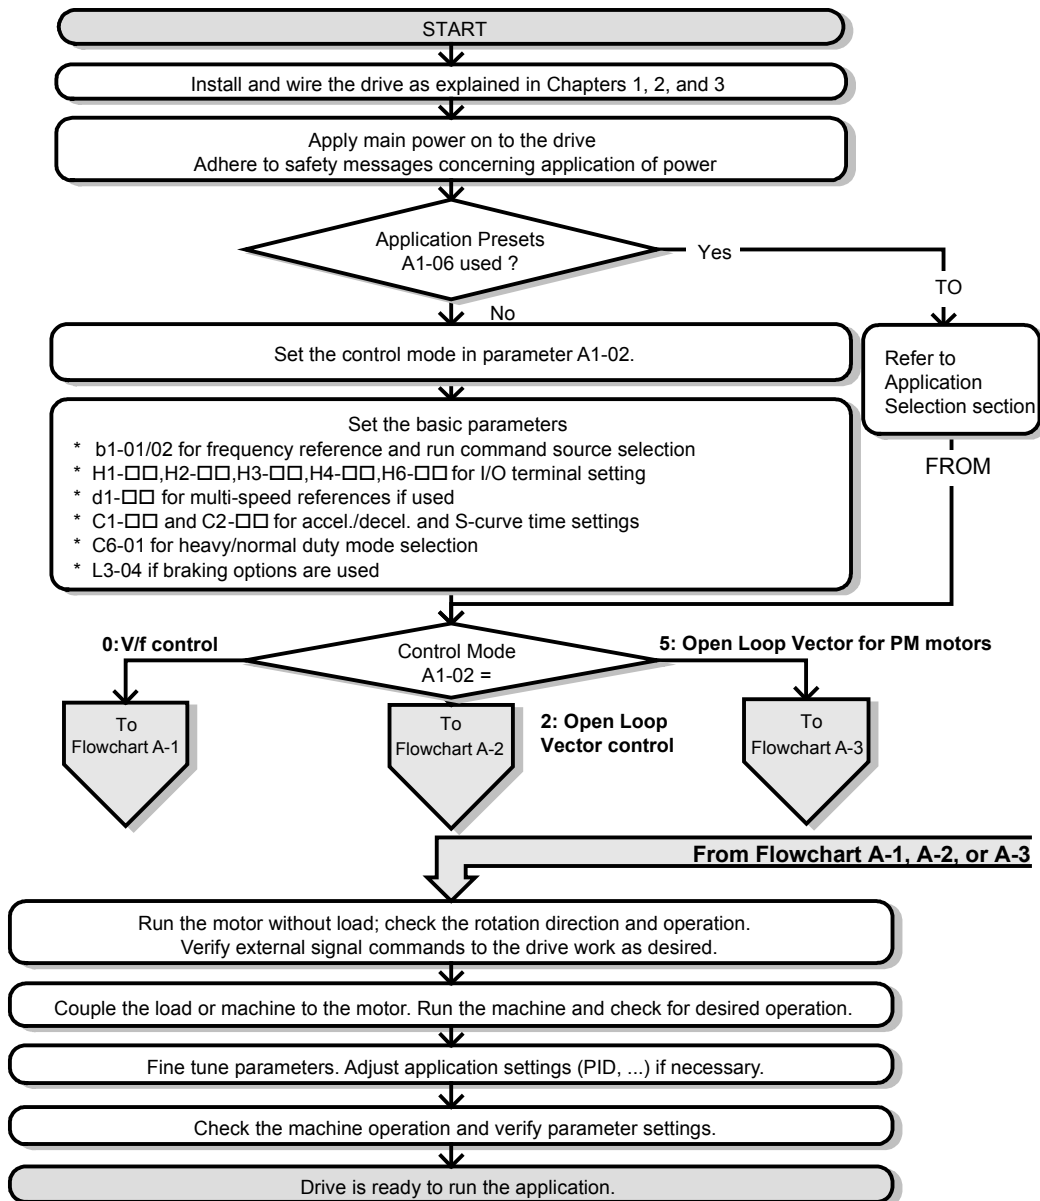 START
Install and wire the drive as explained in Chapters 1, 2, and 3
Apply main power on to the drive
Adhere to safety messages concerning application of power
Application Presets
A1-06 used ?
Yes
No
TO
Set the control mode in parameter A1-02.
Refer to
Application
Selection section
FROM
Set the basic parameters
* b1-01/02 for frequency reference and run command source selection
* H1-□□,H2-□□,H3-□□,H4-□□,H6-□□ for I/O terminal setting
* d1-□□ for multi-speed references if used
* C1-□□ and C2-□□ for accel./decel. and S-curve time settings
* C6-01 for heavy/normal duty mode selection
* L3-04 if braking options are used
0:V/f control
Control Mode
A1-02 =
5: Open Loop Vector for PM motors
To
Flowchart A-1
To
Flowchart A-2
2: Open Loop
Vector control
To
Flowchart A-3
From Flowchart A-1, A-2, or A-3
Run the motor without load; check the rotation direction and operation.
Verify external signal commands to the drive work as desired.
Couple the load or machine to the motor. Run the machine and check for desired operation.
Fine tune parameters. Adjust application settings (PID, ...) if necessary.
Check the machine operation and verify parameter settings.
Drive is ready to run the application.